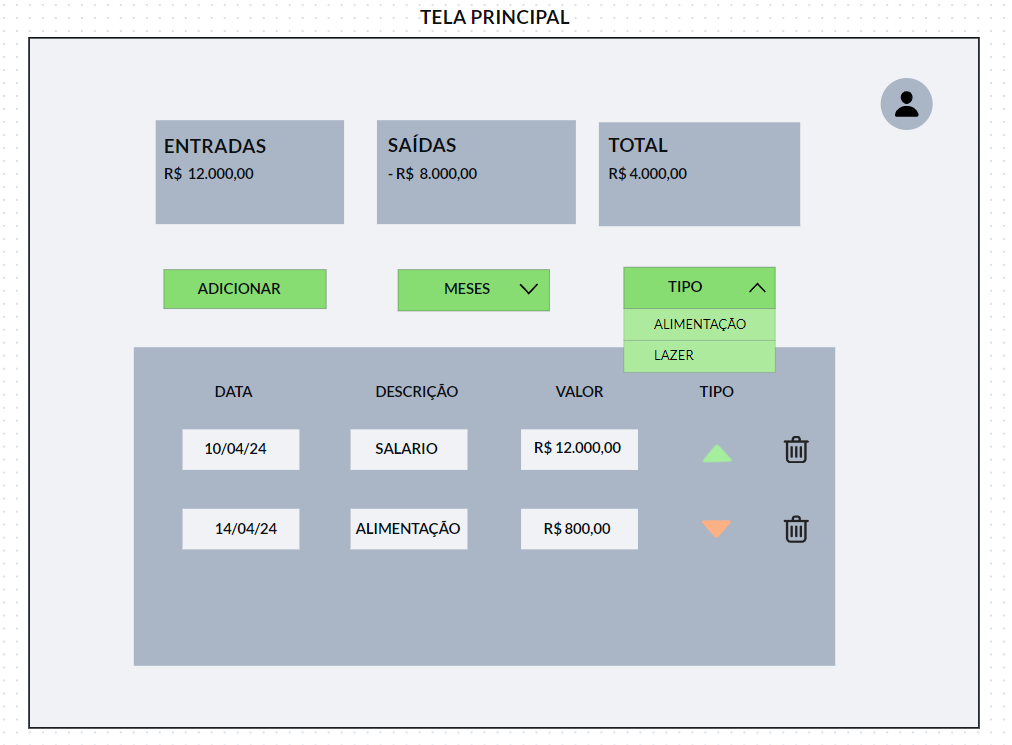 TELA PRINCIPAL
ENTRADAS
R$ 12.000,00
SAÍDAS
- R$ 8.000,00
TOTAL
R$ 4.000,00
ADICIONAR
MESES
TIPO
ALIMENTAÇÃO
LAZER
DATA DESCRIÇÃO VALOR TIPO
10/04/24 SALARIO R$ 12.000,00
14/04/24 ALIMENTAÇÃO R$ 800,00